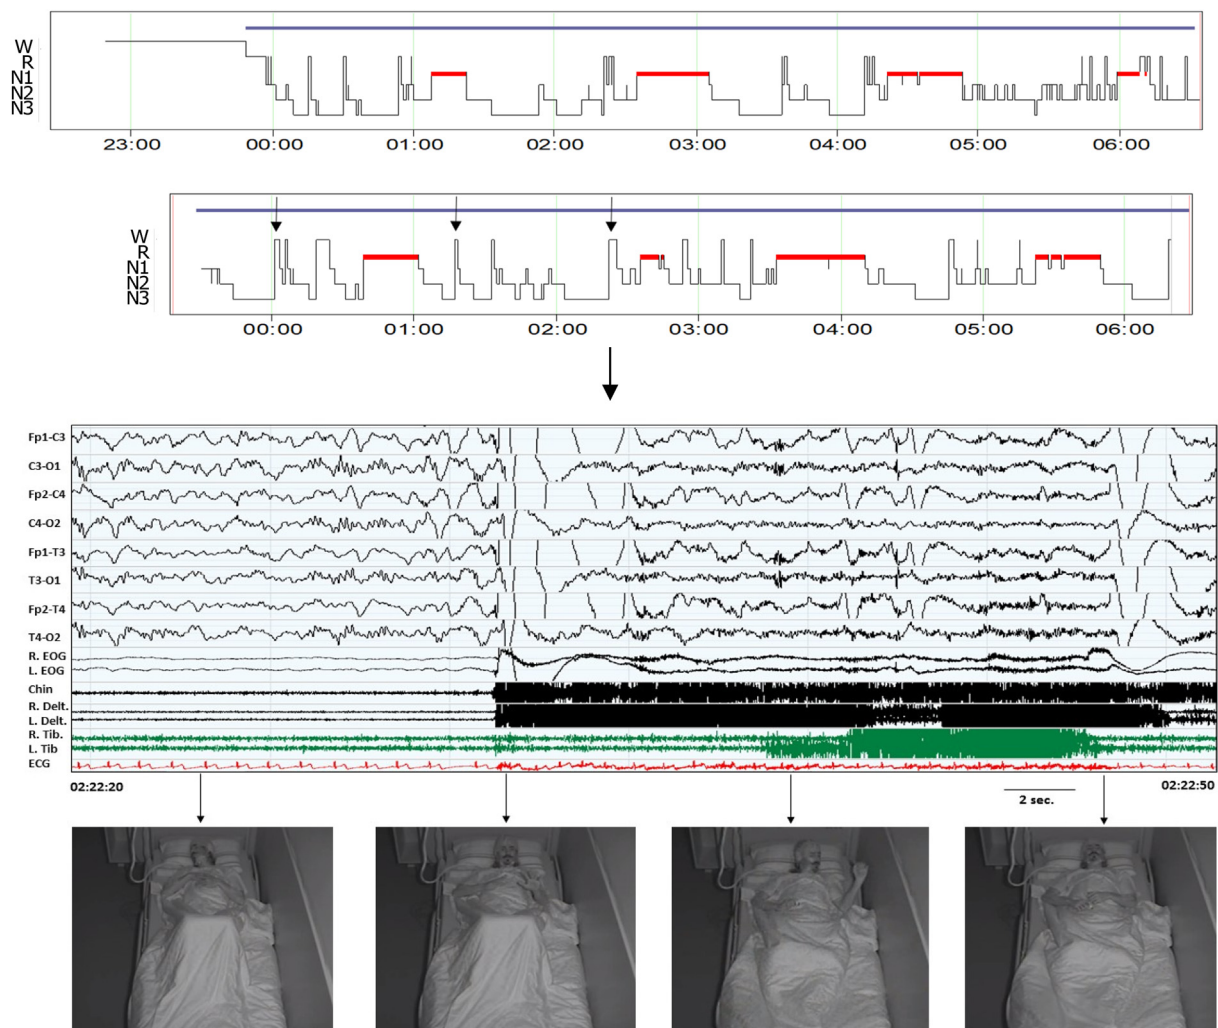 W
R
N1
N2
N3
23:00 00:00 01:00 02:00 03:00 04:00 05:00 06:00
W
R
N1
N2
N3
00:00 01:00 02:00 03:00 04:00 05:00 06:00
Fp1-C3
C3-O1
Fp2-C4
C4-O2
Fp1-T3
T3-O1
Fp2-T4
T4-O2
R. EOG
L. EOG
Chin
R. Delt.
L. Delt.
R. Tib.
L. Tib
ECG
02:22:20 02:22:50
2 sec.